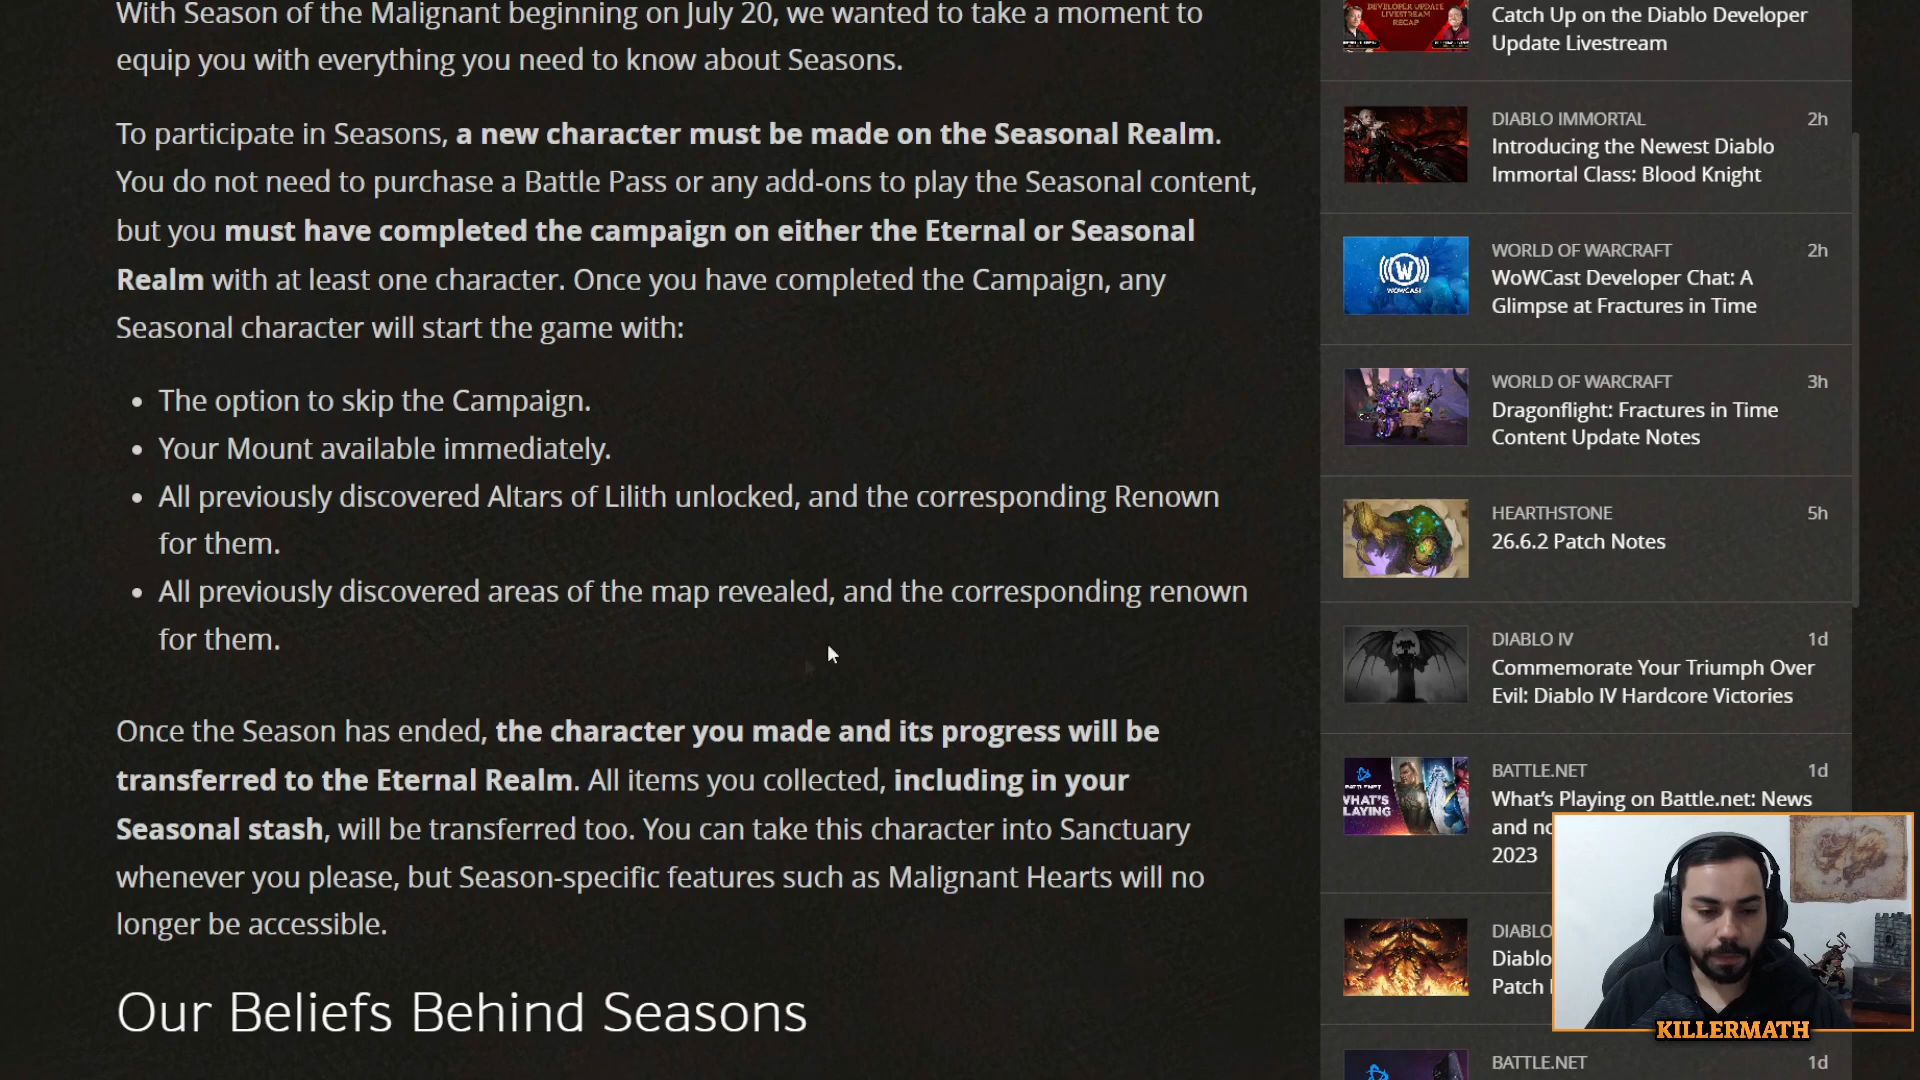 With Season of the Malignant beginning on July 20, we wanted to take a moment to
equip you with everything you need to know about Seasons.
To participate in Seasons, a new character must be made on the Seasonal Realm.
You do not need to purchase a Battle Pass or any add-ons to play the Seasonal content,
but you must have completed the campaign on either the Eternal or Seasonal
Realm with at least one character. Once you have completed the Campaign, any
Seasonal character will start the game with:
• The option to skip the Campaign.
• Your Mount available immediately.
• All previously discovered Altars of Lilith unlocked, and the corresponding Renown
for them.
• All previously discovered areas of the map revealed, and the corresponding renown
for them.
Once the Season has ended, the character you made and its progress will be
transferred to the Eternal Realm. All items you collected, including in your
Seasonal stash, will be transferred too. You can take this character into Sanctuary
whenever you please, but Season-specific features such as Malignant Hearts will no
longer be accessible.
Our Beliefs Behind Seasons
DEVELOPER UPDATE
LIVESTREAM
RECAP
Catch Up on the Diablo Developer
Update Livestream
DIABLO IMMORTAL 2h
Introducing the Newest Diablo
Immortal Class: Blood Knight
WOWCAST
WORLD OF WARCRAFT 2h
WoWCast Developer Chat: A
Glimpse at Fractures in Time
WORLD OF WARCRAFT 3h
Dragonflight: Fractures in Time
Content Update Notes
HEARTHSTONE 5h
26.6.2 Patch Notes
DIABLO IV 1d
Commemorate Your Triumph Over
Evil: Diablo IV Hardcore Victories
WHAT'S
PLAYING
BATTLE.NET 1d
What's Playing on Battle.net: News
and
2023
DIABLO
Diablo
Patch
KILLERMATH
BATTLE.NET 1d